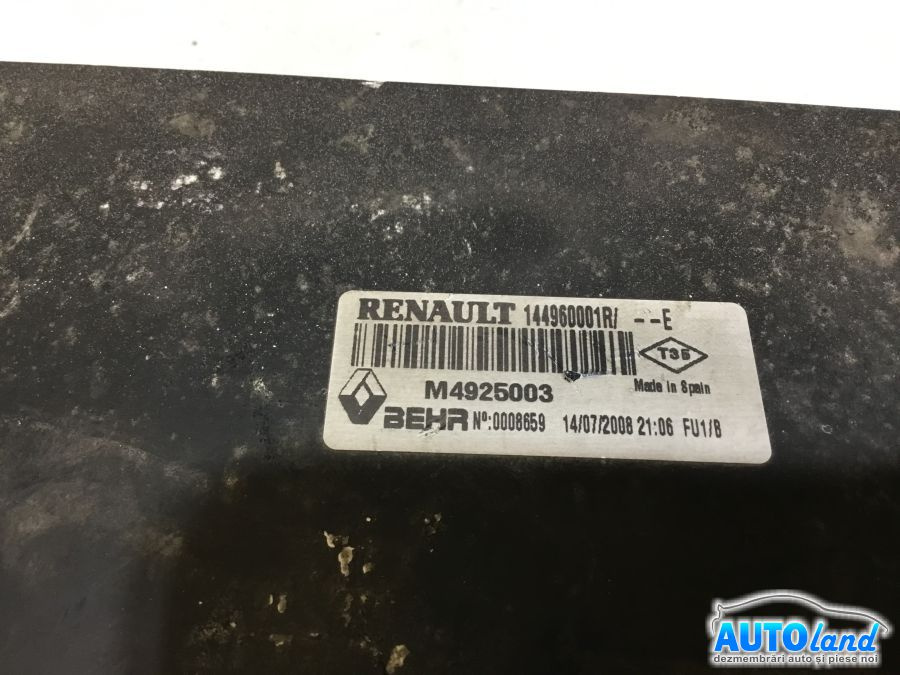 RENAULT 144960001R/ --E
T35
M4925003 Made in Spain
BEHR Nº:0008659 14/07/2008 21:06 FU1/B
AUTOland
dezmembrări auto și piese noi